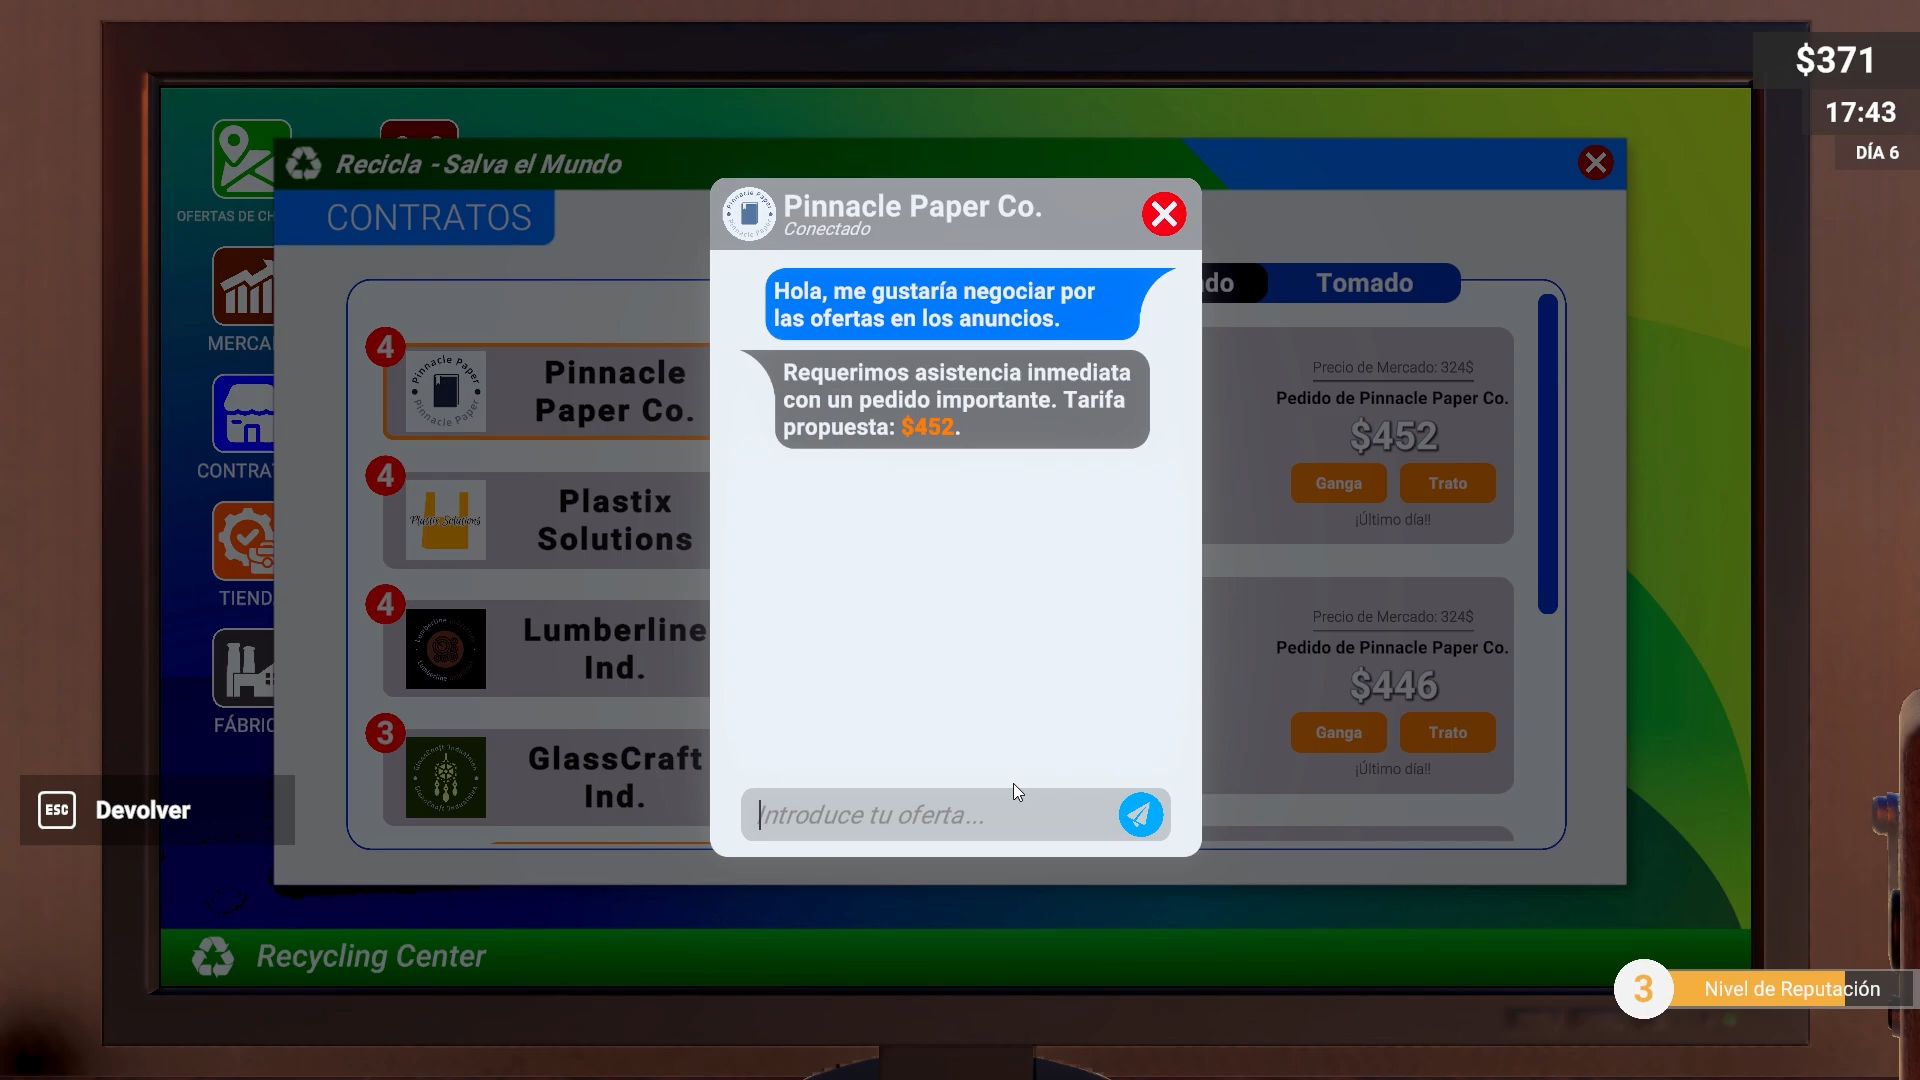 $371
17:43
DÍA 6
Recicla - Salva el Mundo
OFERTAS DE CH
CONTRATOS
MERCA
CONTRA
TIEND
FÁBRIC
4
Pinnacle
Paper Co.
4
Plastix Solutions
Plastix
Solutions
4
Lumberline
Ind.
3
GlassCraft
Ind.
Pinnacle Paper Co.
Conectado
Hola, me gustaría negociar por
las ofertas en los anuncios.
Requerimos asistencia inmediata
con un pedido importante. Tarifa
propuesta: $452.
Introduce tu oferta...
do
Tomado
Precio de Mercado: 324$
Pedido de Pinnacle Paper Co.
$452
Ganga Trato
¡Último día!!
Precio de Mercado: 324$
Pedido de Pinnacle Paper Co.
$446
Ganga Trato
¡Último día!!
ESC Devolver
Recycling Center
3 Nivel de Reputación